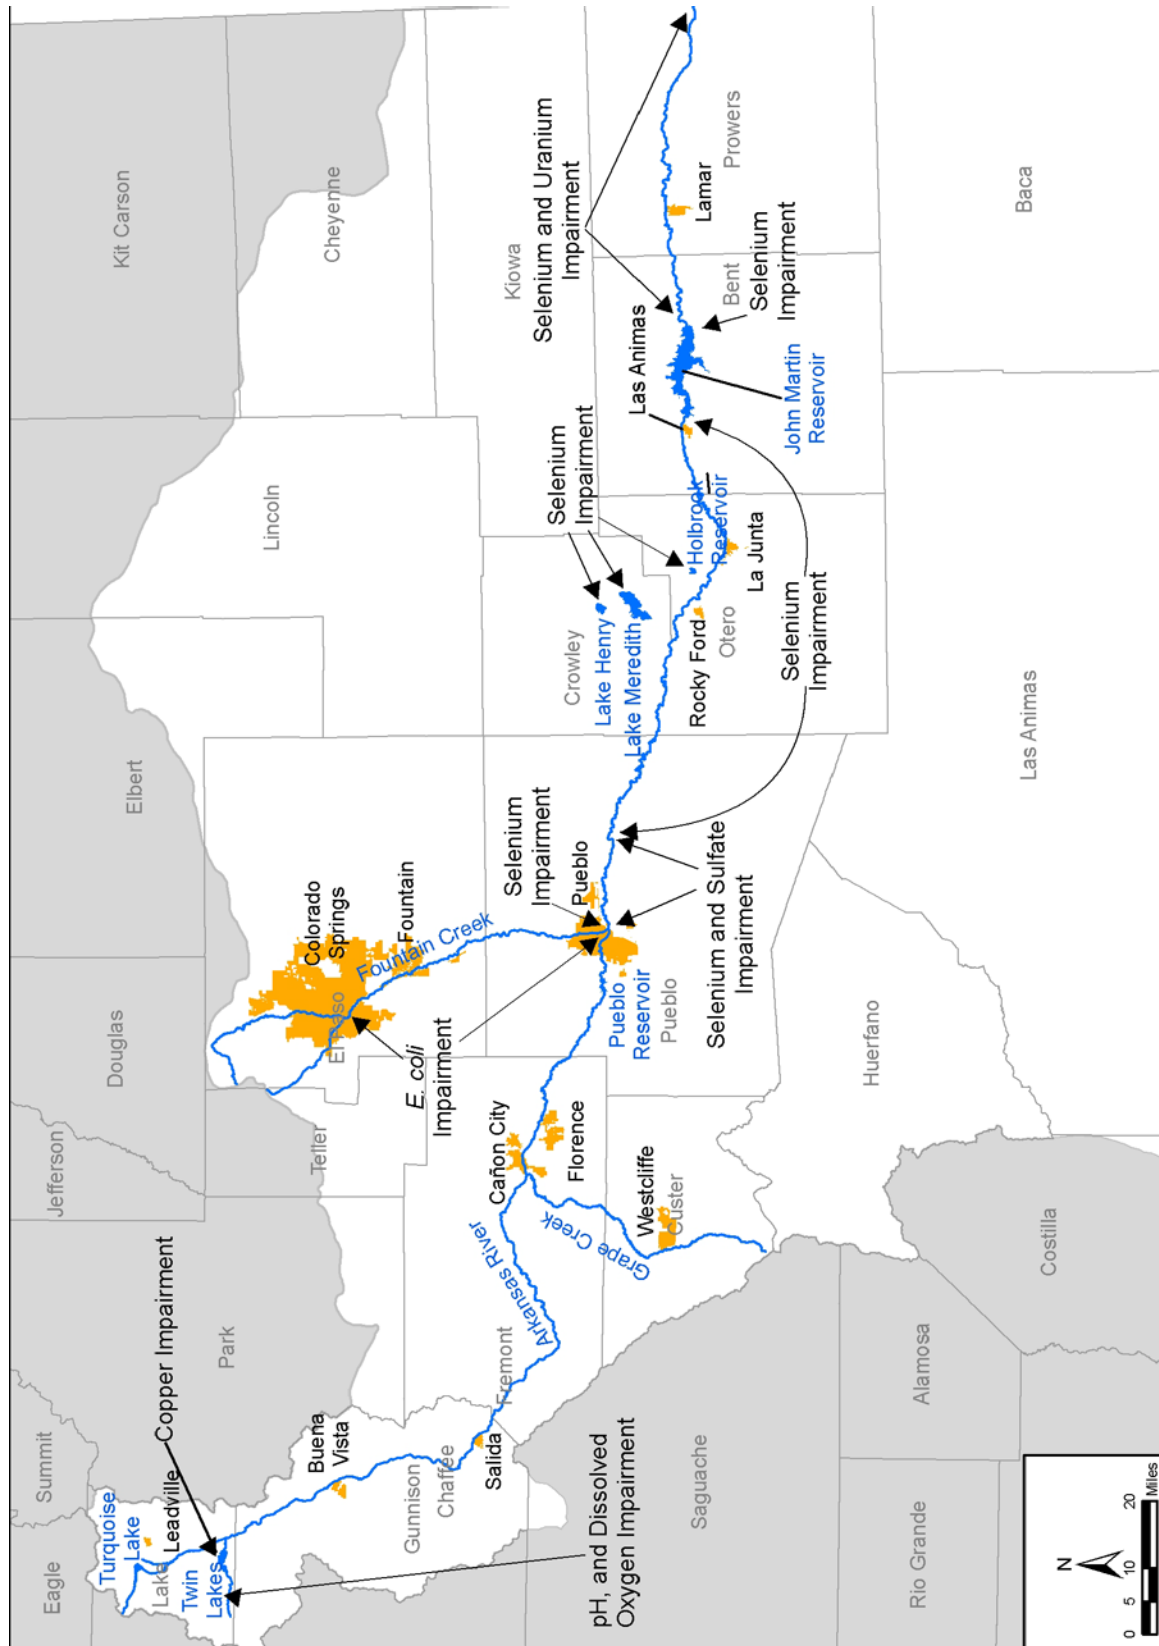 Eagle
Summit
Jefferson
Douglas
Elbert
Lincoln
Kit Carson
Cheyenne
Turquoise
Lake
Leadville
Lake
Twin
Lakes
Copper Impairment
Park
Teller
Buena
Vista
Gunnison
Chaffee
Salida
Fremont
pH, and Dissolved
Oxygen Impairment
Arkansas River
Grape Creek
Cañon City
Florence
Westcliffe
Custer
E. coli
Impairment
El Paso
Colorado
Springs
Fountain
Fountain Creek
Selenium
Impairment
Pueblo
Pueblo
Reservoir
Pueblo
Selenium and Sulfate
Impairment
Crowley
Lake Henry
Lake Meredith
Selenium
Impairment
Rocky Ford
Otero
Holbrook
Reservoir
La Junta
Selenium
Impairment
Kiowa
Selenium and Uranium
Impairment
Las Animas
John Martin
Reservoir
Bent
Selenium
Impairment
Lamar
Prowers
Baca
Las Animas
Huerfano
Costilla
Alamosa
Saguache
Rio Grande
N
0 5 10 20
Miles